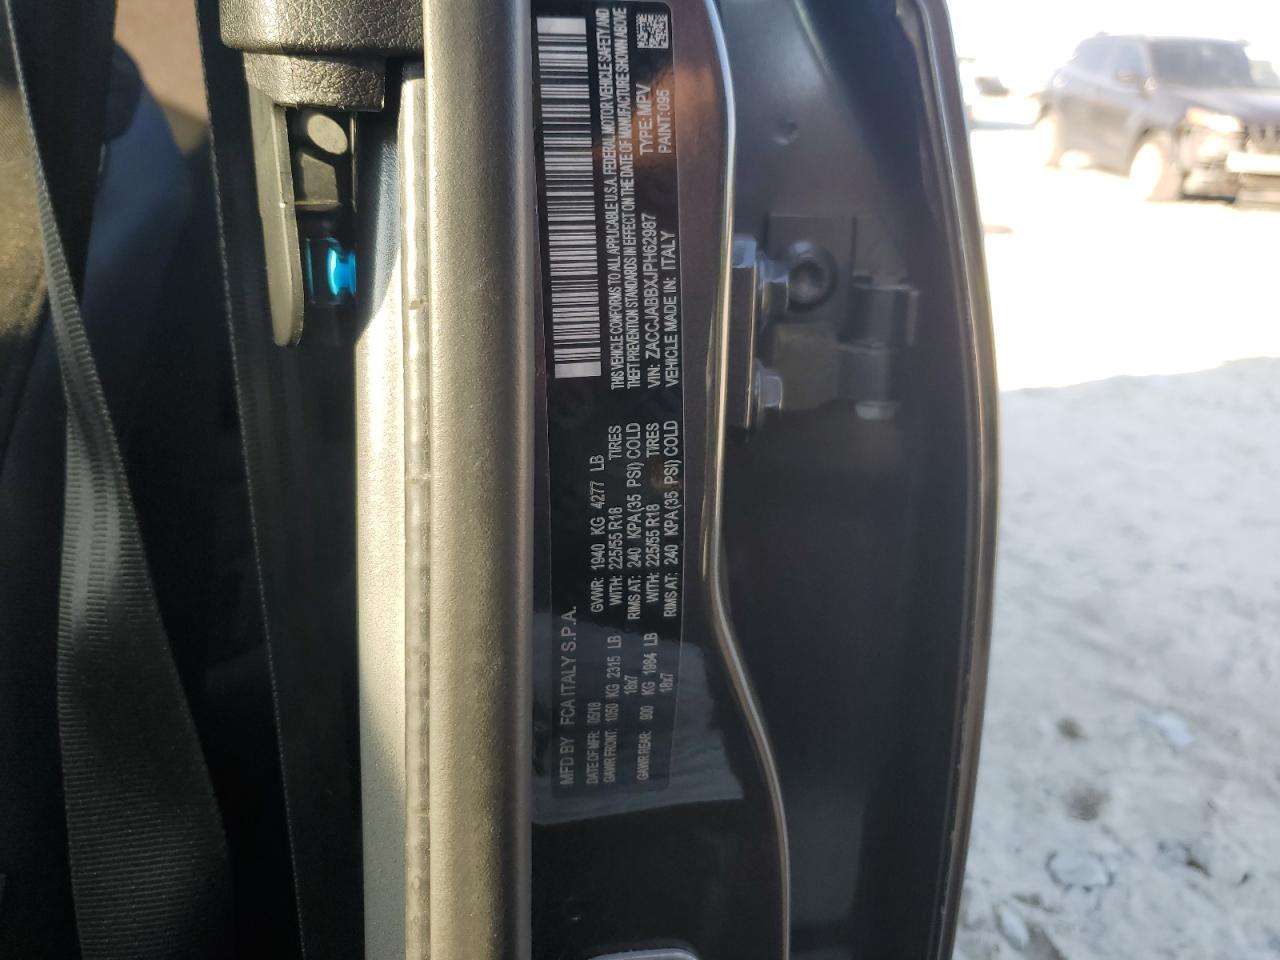 MFD BY FCA ITALY S.P.A.
DATE OF MFR: 05/18 GVWR: 1940 KG 4277 LB
GAWR FRONT: 1050 KG 2315 LB WITH: 225/55 R18 TIRES
18x7 RIMS AT: 240 KPA(35 PSI) COLD
GAWR REAR: 900 KG 1984 LB WITH: 225/55 R18 TIRES
18x7 RIMS AT: 240 KPA(35 PSI) COLD
THIS VEHICLE CONFORMS TO ALL APPLICABLE U.S.A. FEDERAL MOTOR VEHICLE SAFETY AND
THEFT PREVENTION STANDARDS IN EFFECT ON THE DATE OF MANUFACTURE SHOWN ABOVE
VIN: ZACCJABBXJPH62987 TYPE: MPV
VEHICLE MADE IN: ITALY PAINT: 095